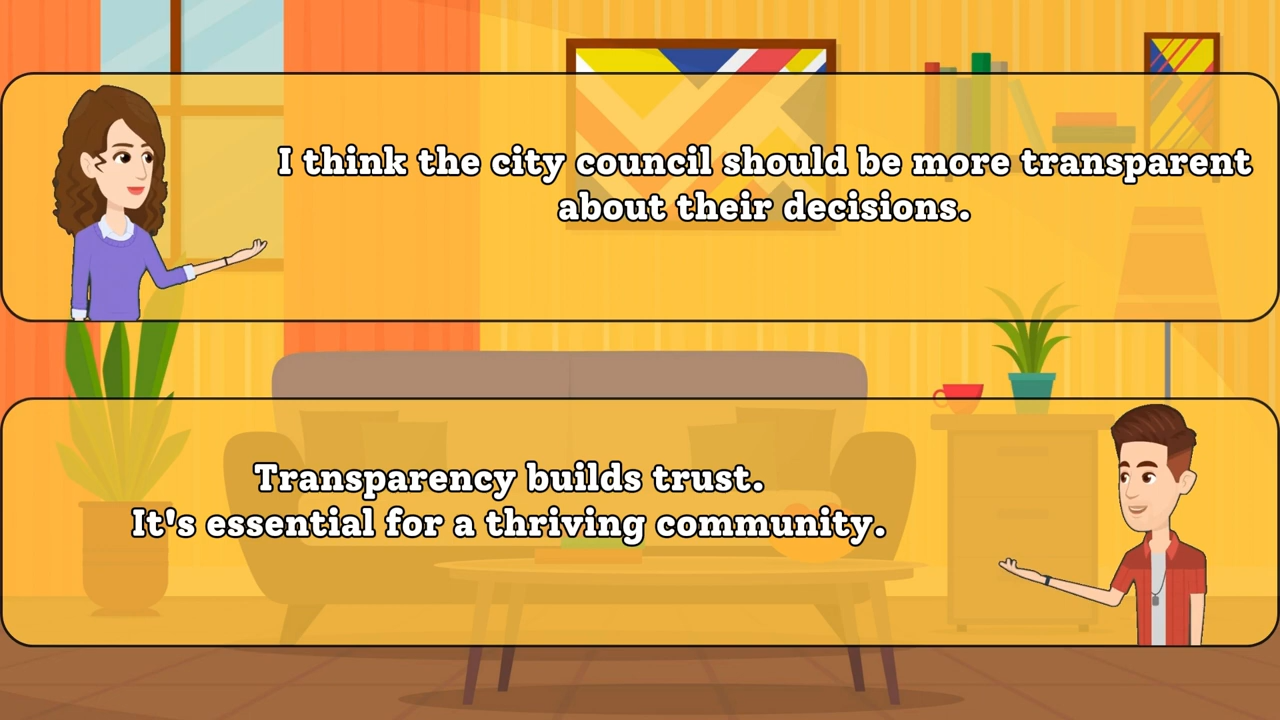 I think the city council should be more transparent
about their decisions.
Transparency builds trust.
It's essential for a thriving community.